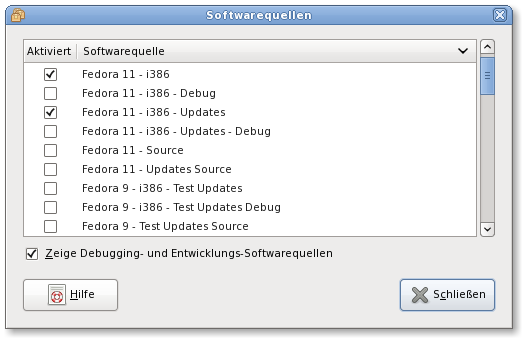 Softwarequellen
Aktiviert Softwarequelle
Fedora 11 - i386
Fedora 11 - i386 - Debug
Fedora 11 - i386 - Updates
Fedora 11 - i386 - Updates - Debug
Fedora 11 - Source
Fedora 11 - Updates Source
Fedora 9 - i386 - Test Updates
Fedora 9 - i386 - Test Updates Debug
Fedora 9 - Test Updates Source
Zeige Debugging- und Entwicklungs-Softwarequellen
Hilfe Schließen